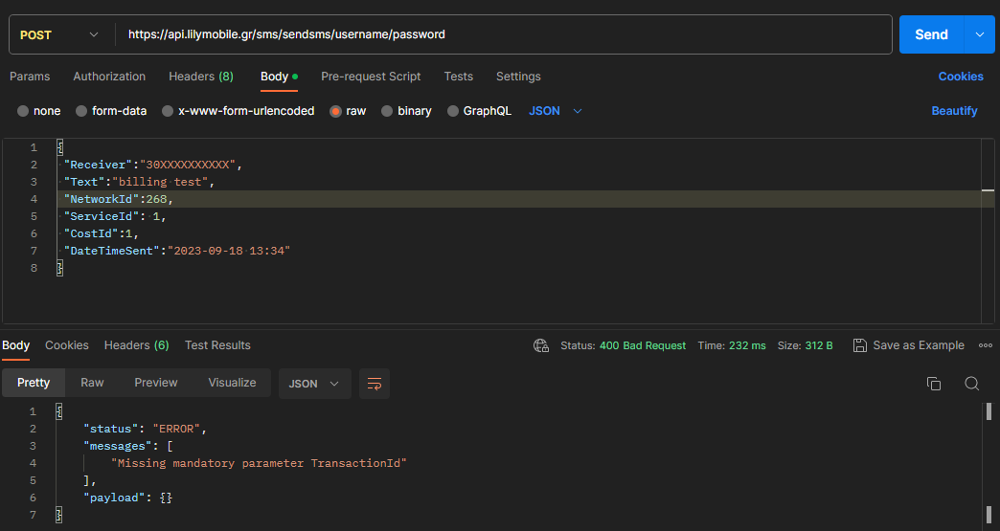 POST https://api.lilymobile.gr/sms/sendsms/username/password Send
Params Authorization Headers (8) Body Pre-request Script Tests Settings Cookies
none form-data x-www-form-urlencoded raw binary GraphQL JSON Beautify
1 {
2 "Receiver":"30XXXXXXXXXX",
3 "Text":"billing test",
4 "NetworkId":268,
5 "ServiceId": 1,
6 "CostId":1,
7 "DateTimeSent":"2023-09-18 13:34"
8 }
Body Cookies Headers (6) Test Results Status: 400 Bad Request Time: 232 ms Size: 312 B Save as Example
Pretty Raw Preview Visualize JSON
1 {
2 "status": "ERROR",
3 "messages": [
4 "Missing mandatory parameter TransactionId"
5 ],
6 "payload": {}
7 }